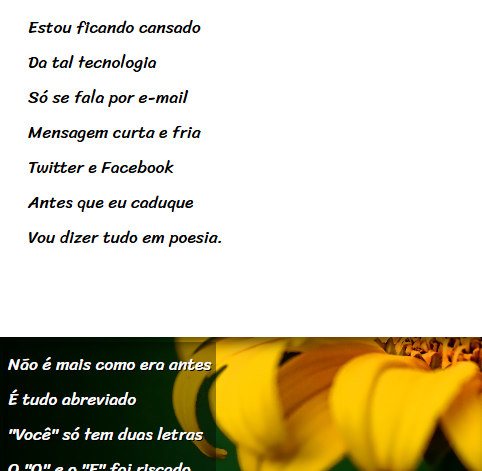 Estou ficando cansado
Da tal tecnologia
Só se fala por e-mail
Mensagem curta e fria
Twitter e Facebook
Antes que eu caduque
Vou dizer tudo em poesia.
Não é mais como era antes
É tudo abreviado
"Você" só tem duas letras
O "O" e o "E" foi riscado